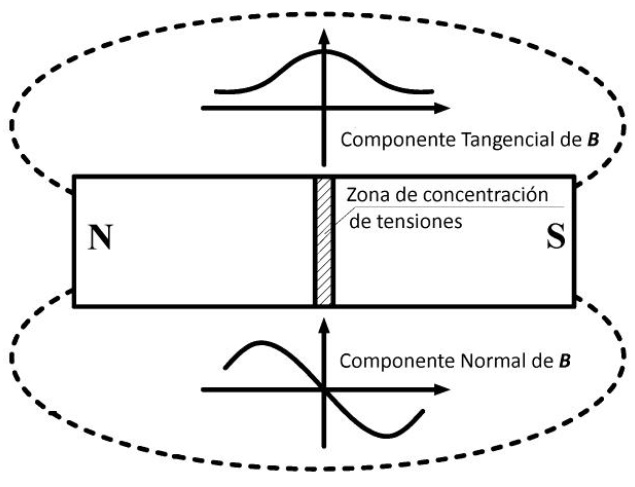 Componente Tangencial de B
Zona de concentración
de tensiones
N
S
Componente Normal de B